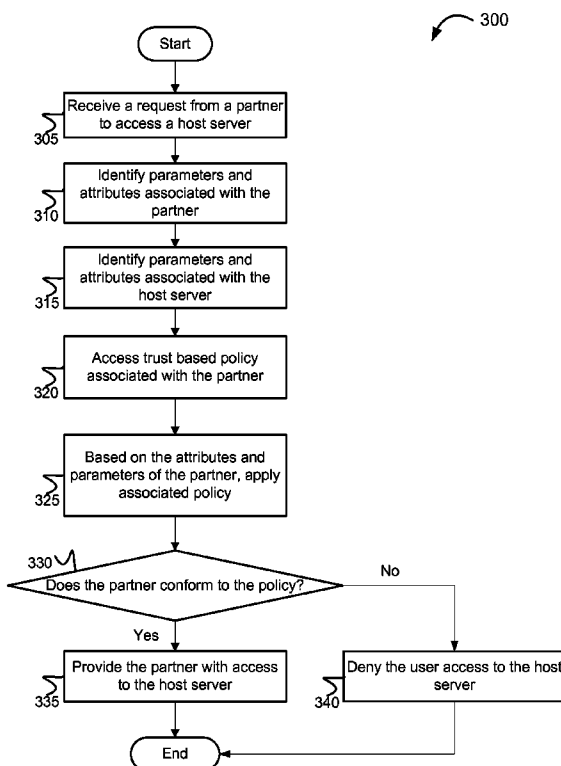 300
Start
Receive a request from a partner
to access a host server
305
Identify parameters and
attributes associated with the
partner
310
Identify parameters and
attributes associated with the
host server
315
Access trust based policy
associated with the partner
320
Based on the attributes and
parameters of the partner, apply
associated policy
325
330
Does the partner conform to the policy?
No
Yes
Provide the partner with access
to the host server
335
Deny the user access to the host
server
340
End